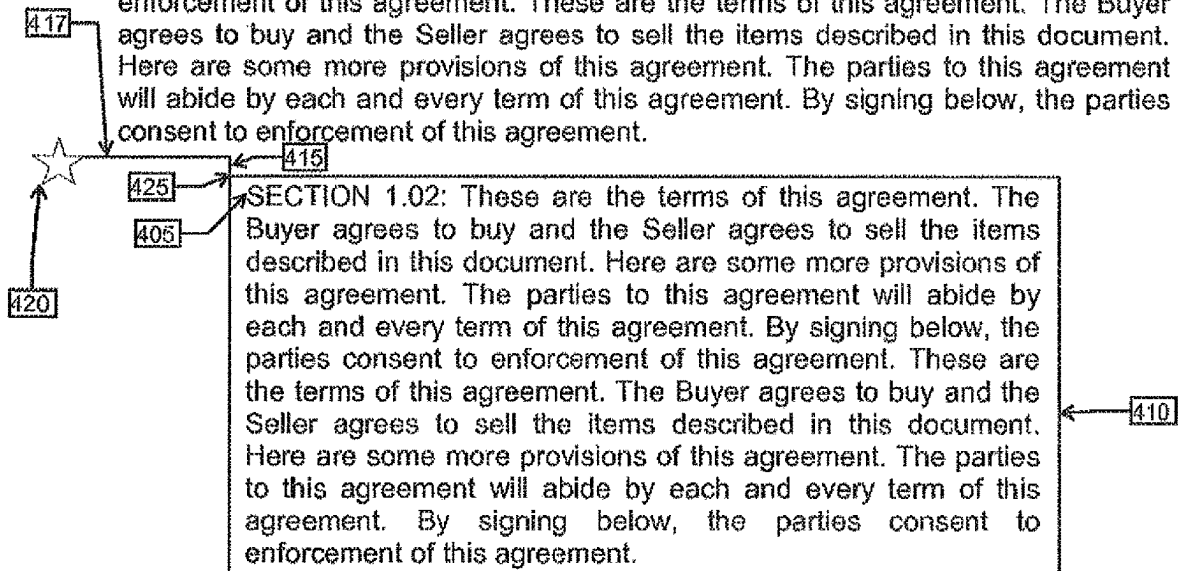 enforcement of this agreement. These are the terms of this agreement. The Buyer
417
agrees to buy and the Seller agrees to sell the items described in this document.
Here are some more provisions of this agreement. The parties to this agreement
will abide by each and every term of this agreement. By signing below, the parties
consent to enforcement of this agreement.
415
425
SECTION 1.02: These are the terms of this agreement. The
405
Buyer agrees to buy and the Seller agrees to sell the items
described in this document. Here are some more provisions of
420
this agreement. The parties to this agreement will abide by
each and every term of this agreement. By signing below, the
parties consent to enforcement of this agreement. These are
the terms of this agreement. The Buyer agrees to buy and the
410
Seller agrees to sell the items described in this document.
Here are some more provisions of this agreement. The parties
to this agreement will abide by each and every term of this
agreement. By signing below, the parties consent to
enforcement of this agreement.